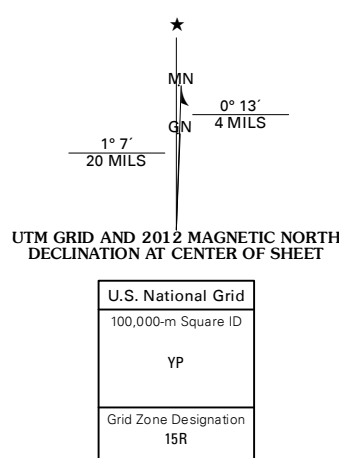 ★
MN
0° 13´
4 MILS
GN
1° 7´
20 MILS
UTM GRID AND 2012 MAGNETIC NORTH
DECLINATION AT CENTER OF SHEET
U.S. National Grid
100,000-m Square ID
YP
Grid Zone Designation
15R